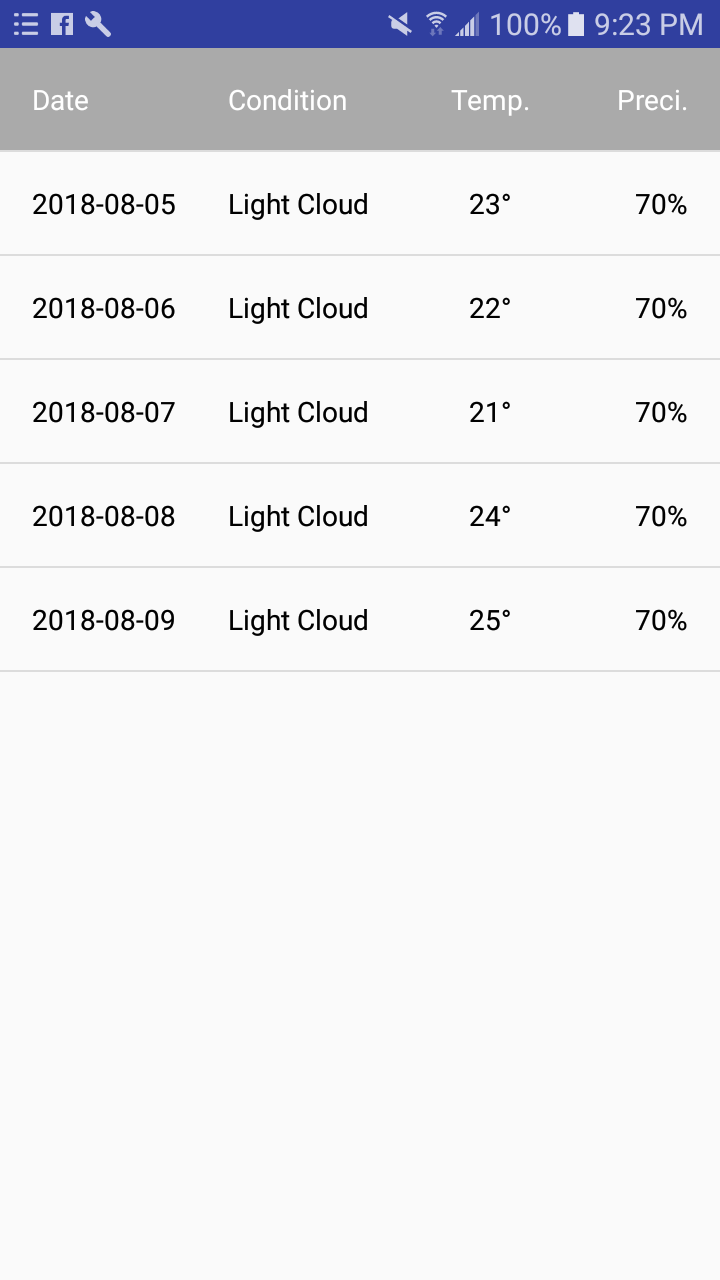 100% 9:23 PM
Date Condition Temp. Preci.
2018-08-05 Light Cloud 23° 70%
2018-08-06 Light Cloud 22° 70%
2018-08-07 Light Cloud 21° 70%
2018-08-08 Light Cloud 24° 70%
2018-08-09 Light Cloud 25° 70%